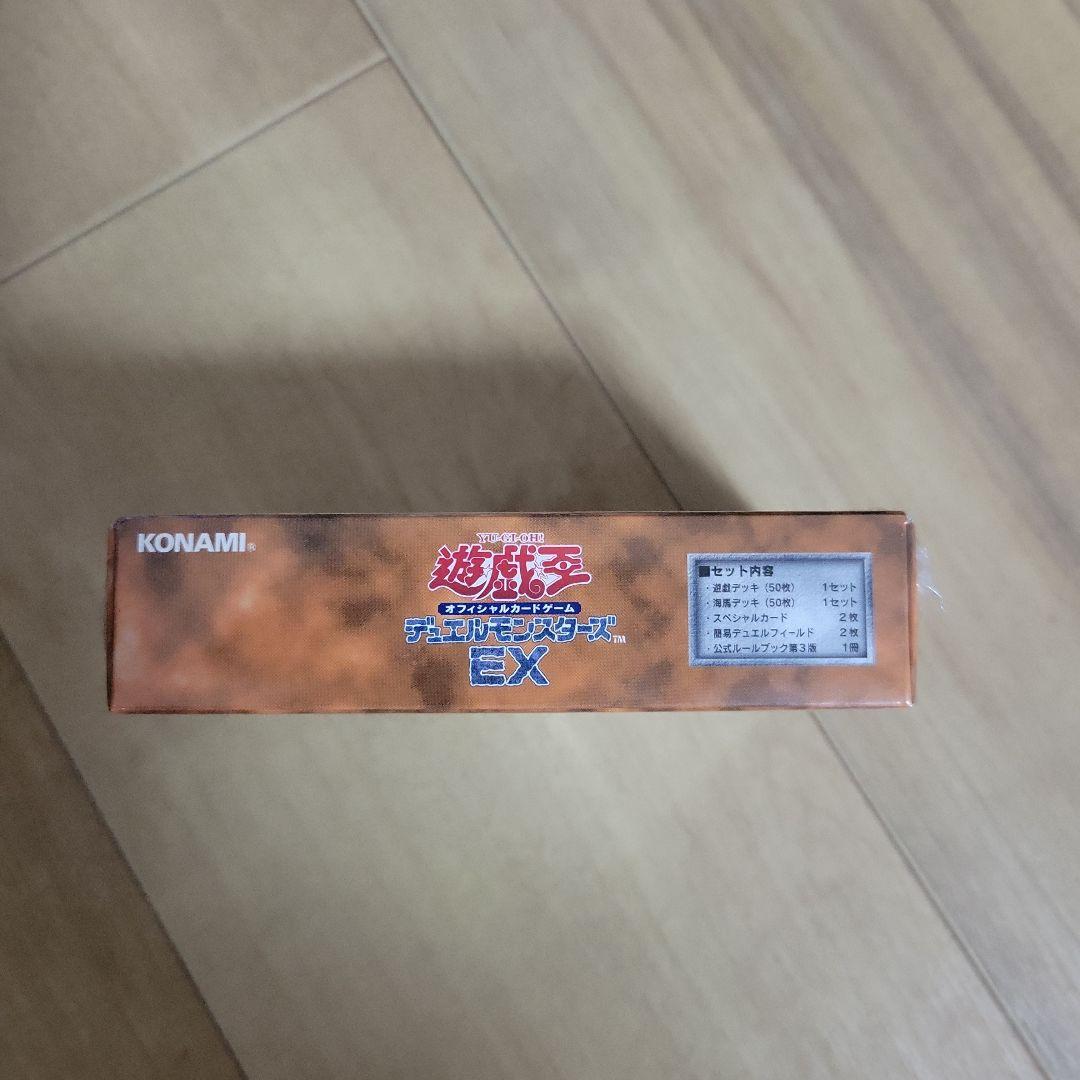 KONAMI®
YU-GI-OH!
遊戯王
オフィシャルカードゲーム
デュエルモンスターズ™
EX
■セット内容
・遊戯デッキ（50枚） 1セット
・海馬デッキ（50枚） 1セット
・スペシャルカード 2枚
・簡易デュエルフィールド 2枚
・公式ルールブック第3版 1冊